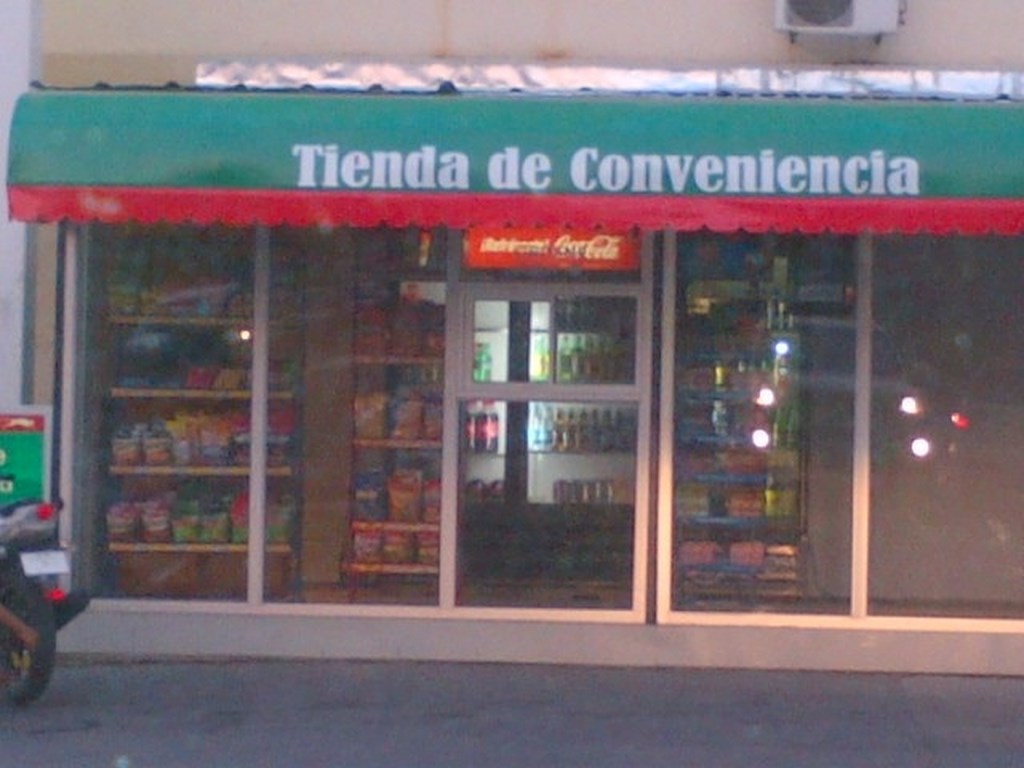 Tienda de Conveniencia
Coca-Cola